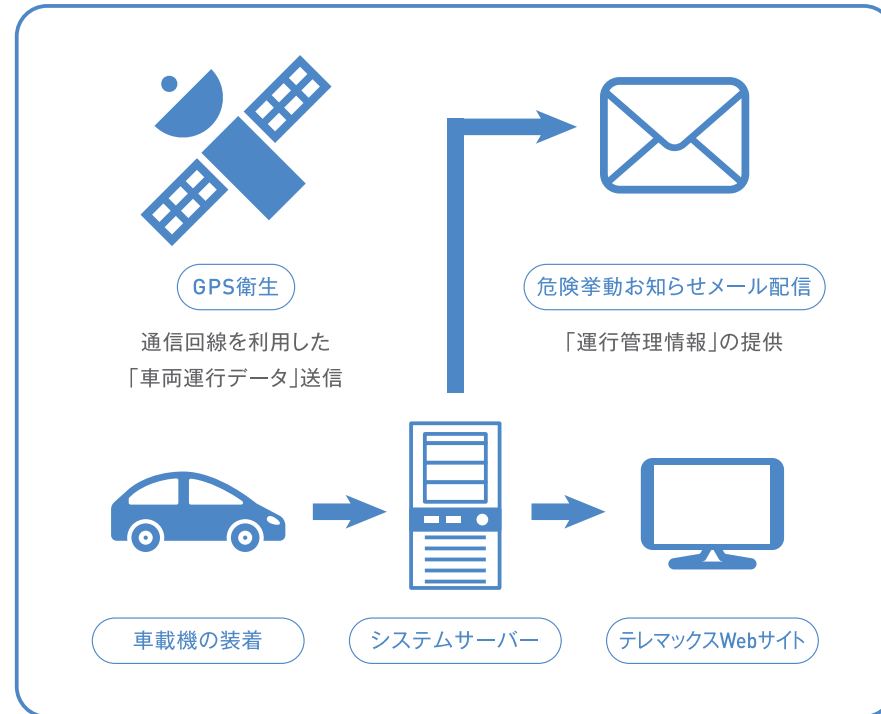 GPS衛生
通信回線を利用した
「車両運行データ」送信
危険挙動お知らせメール配信
「運行管理情報」の提供
車載機の装着
システムサーバー
テレマックスWebサイト